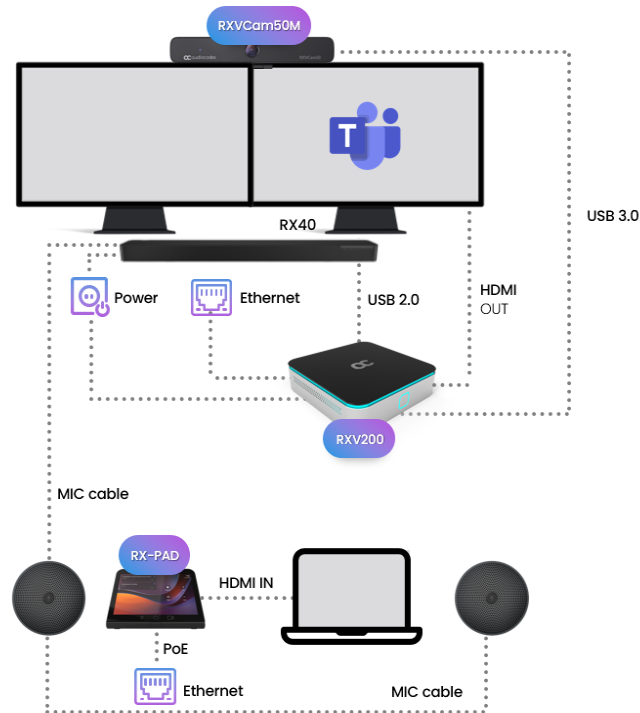 RXVCam50M
audiocodes
T
USB 3.0
RX40
Power
Ethernet
USB 2.0
HDMI
OUT
RXV200
MIC cable
RX-PAD
HDMI IN
PoE
Ethernet
MIC cable